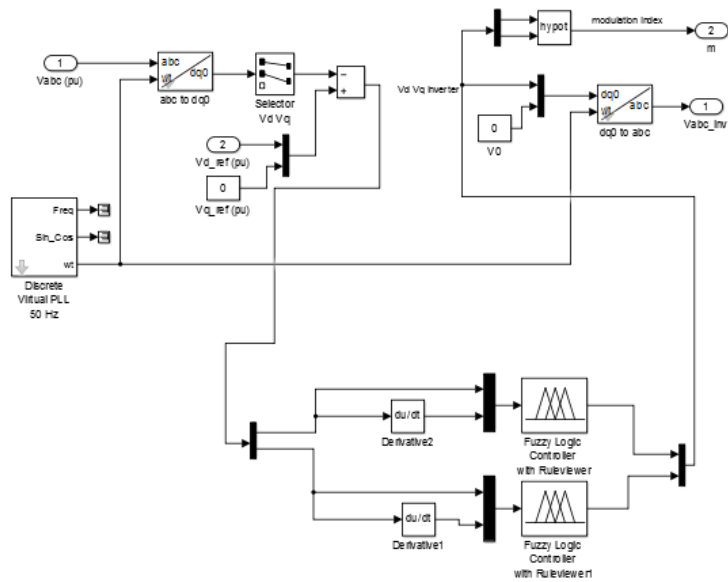 1
Vabc (pu)
abc
wt
dq0
abc to dq0
Selector
Vd Vq
−
+
2
Vd_ref (pu)
0
Vq_ref (pu)
Freq
Sin_Cos
wt
Discrete
Virtual PLL
50 Hz
hypot
modulation index
2
m
Vd Vq Inverter
0
V0
dq0
wt
abc
dq0 to abc
1
Vabc_Inv
du/dt
Derivative2
Fuzzy Logic
Controller
with Ruleviewer
du/dt
Derivative1
Fuzzy Logic
Controller
with Ruleviewer1